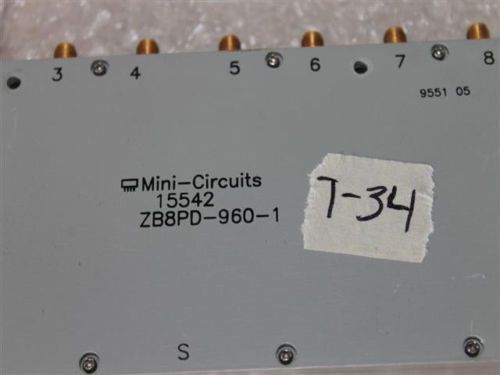 3 4 5 6 7 8
9551 05
Mini-Circuits
15542
ZB8PD-960-1
T-34
S